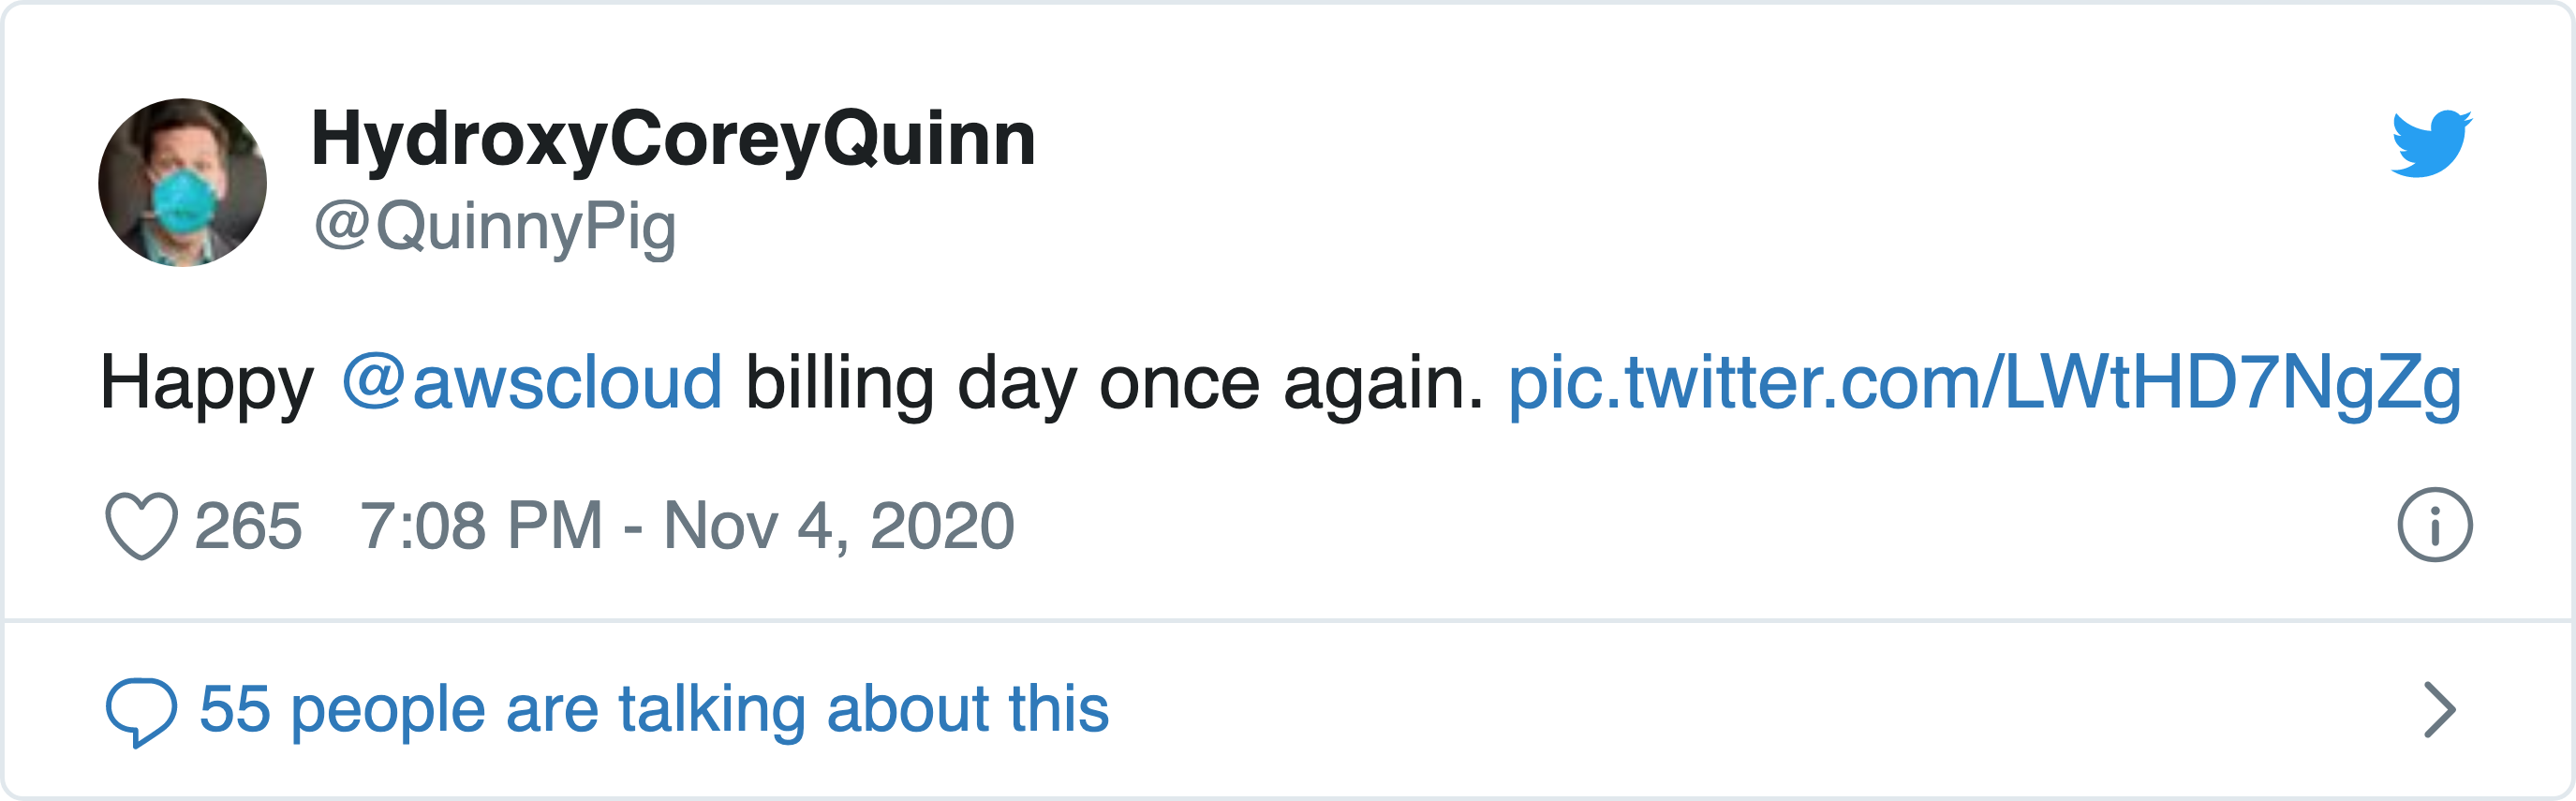 HydroxyCoreyQuinn
@QuinnyPig
Happy @awscloud billing day once again. pic.twitter.com/LWtHD7NgZg
265 7:08 PM - Nov 4, 2020
55 people are talking about this